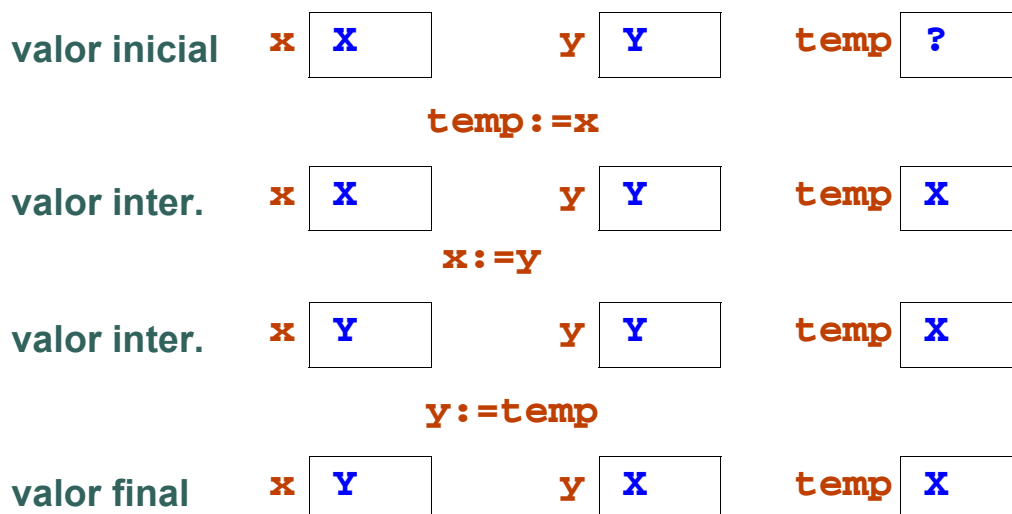 valor inicial x X y Y temp ?
temp:=x
valor inter. x X y Y temp X
x:=y
valor inter. x Y y Y temp X
y:=temp
valor final x Y y X temp X